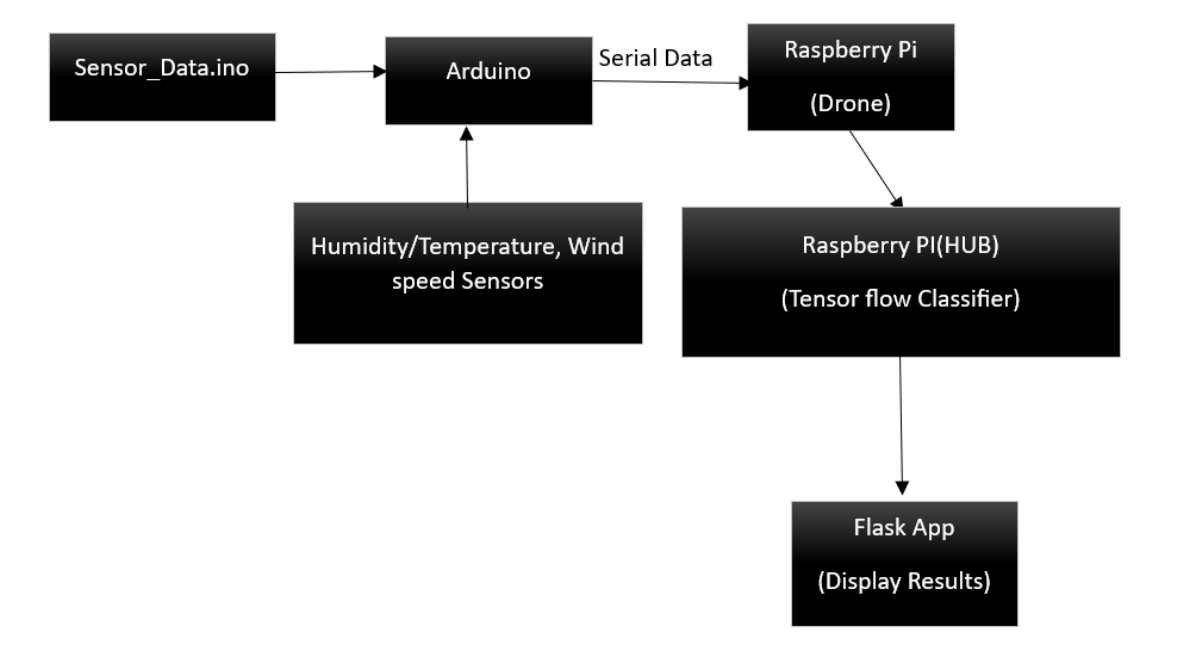 Sensor_Data.ino
Arduino
Serial Data
Raspberry Pi
(Drone)
Humidity/Temperature, Wind
speed Sensors
Raspberry PI(HUB)
(Tensor flow Classifier)
Flask App
(Display Results)